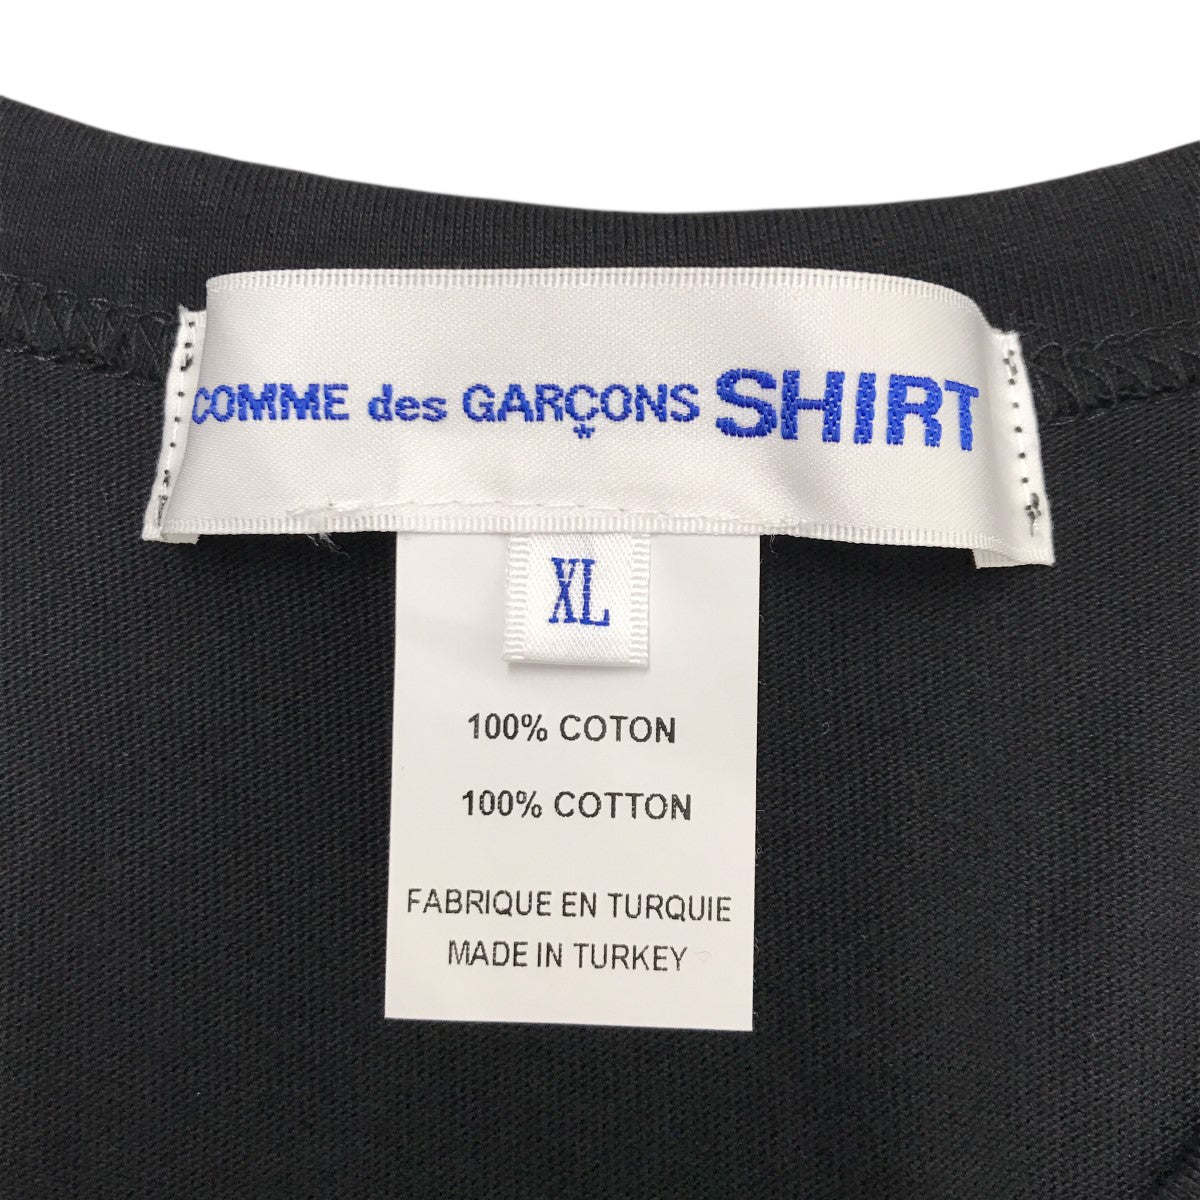 COMME des GARÇONS SHIRT
XL
100% COTON
100% COTTON
FABRIQUE EN TURQUIE
MADE IN TURKEY